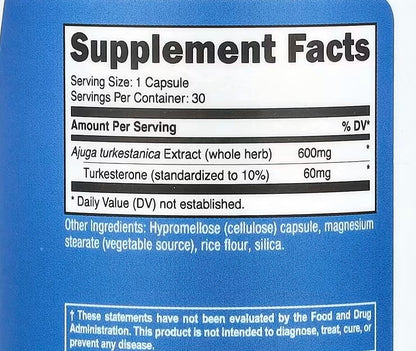 Supplement Facts
Serving Size: 1 Capsule
Servings Per Container: 30
Amount Per Serving % DV*
Ajuga turkestanica Extract (whole herb) 600mg *
Turkesterone (standardized to 10%) 60mg *
* Daily Value (DV) not established.
Other Ingredients: Hypromellose (cellulose) capsule, magnesium
stearate (vegetable source), rice flour, silica.
† These statements have not been evaluated by the Food and Drug
Administration. This product is not intended to diagnose, treat, cure, or
prevent any disease.